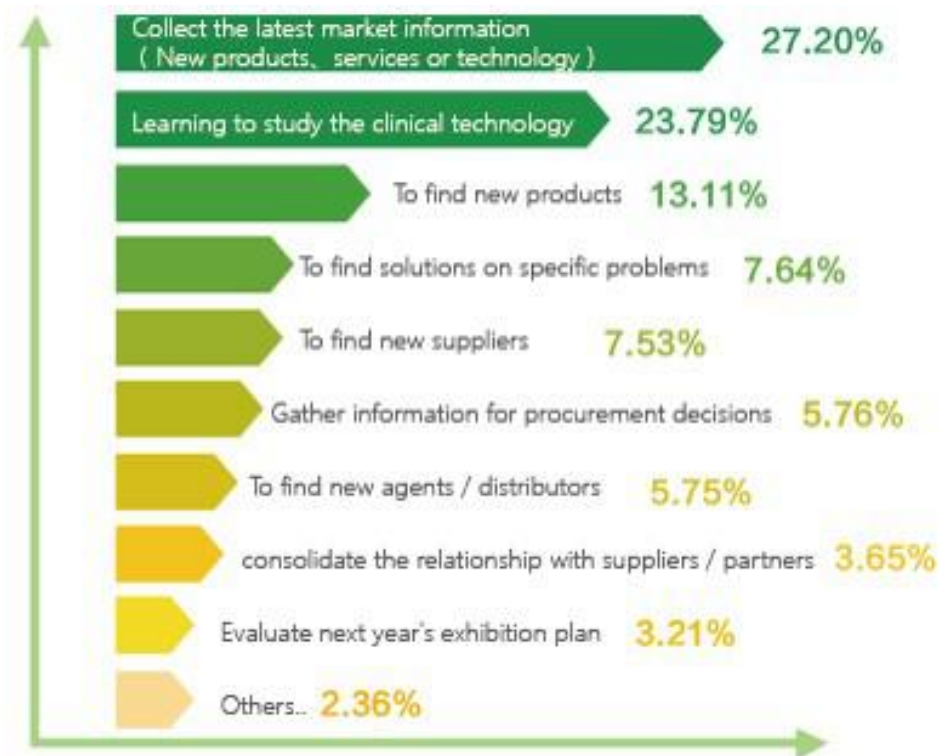 Collect the latest market information
( New products、services or technology )
27.20%
Learning to study the clinical technology
23.79%
To find new products 13.11%
To find solutions on specific problems 7.64%
To find new suppliers 7.53%
Gather information for procurement decisions 5.76%
To find new agents / distributors 5.75%
consolidate the relationship with suppliers / partners 3.65%
Evaluate next year's exhibition plan 3.21%
Others.. 2.36%